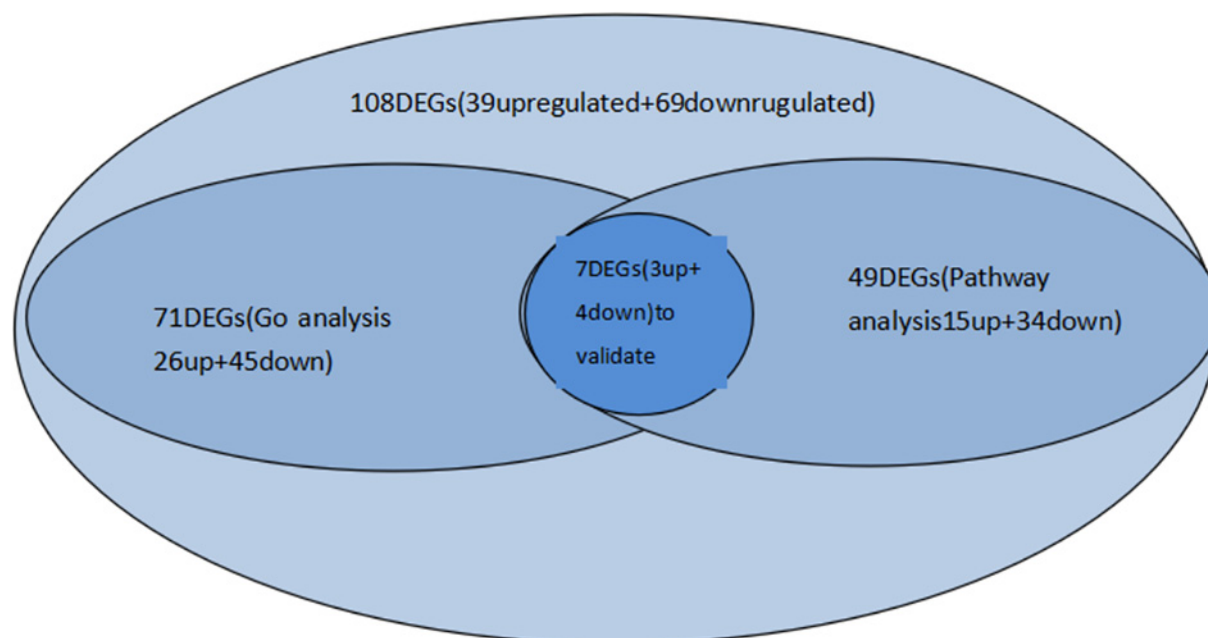 108DEGs(39upregulated+69downrugulated)
7DEGs(3up+
4down)to
validate
71DEGs(Go analysis
26up+45down)
49DEGs(Pathway
analysis15up+34down)